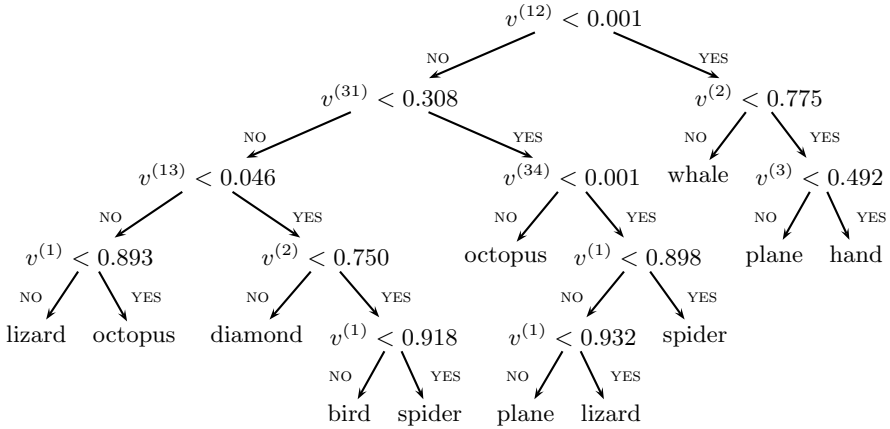 v^(12) < 0.001
NO YES
v^(31) < 0.308 v^(2) < 0.775
NO YES NO YES
v^(13) < 0.046 v^(34) < 0.001 whale v^(3) < 0.492
NO YES NO YES NO YES
v^(1) < 0.893 v^(2) < 0.750 octopus v^(1) < 0.898 plane hand
NO YES NO YES NO YES
lizard octopus diamond v^(1) < 0.918 v^(1) < 0.932 spider
NO YES NO YES
bird spider plane lizard